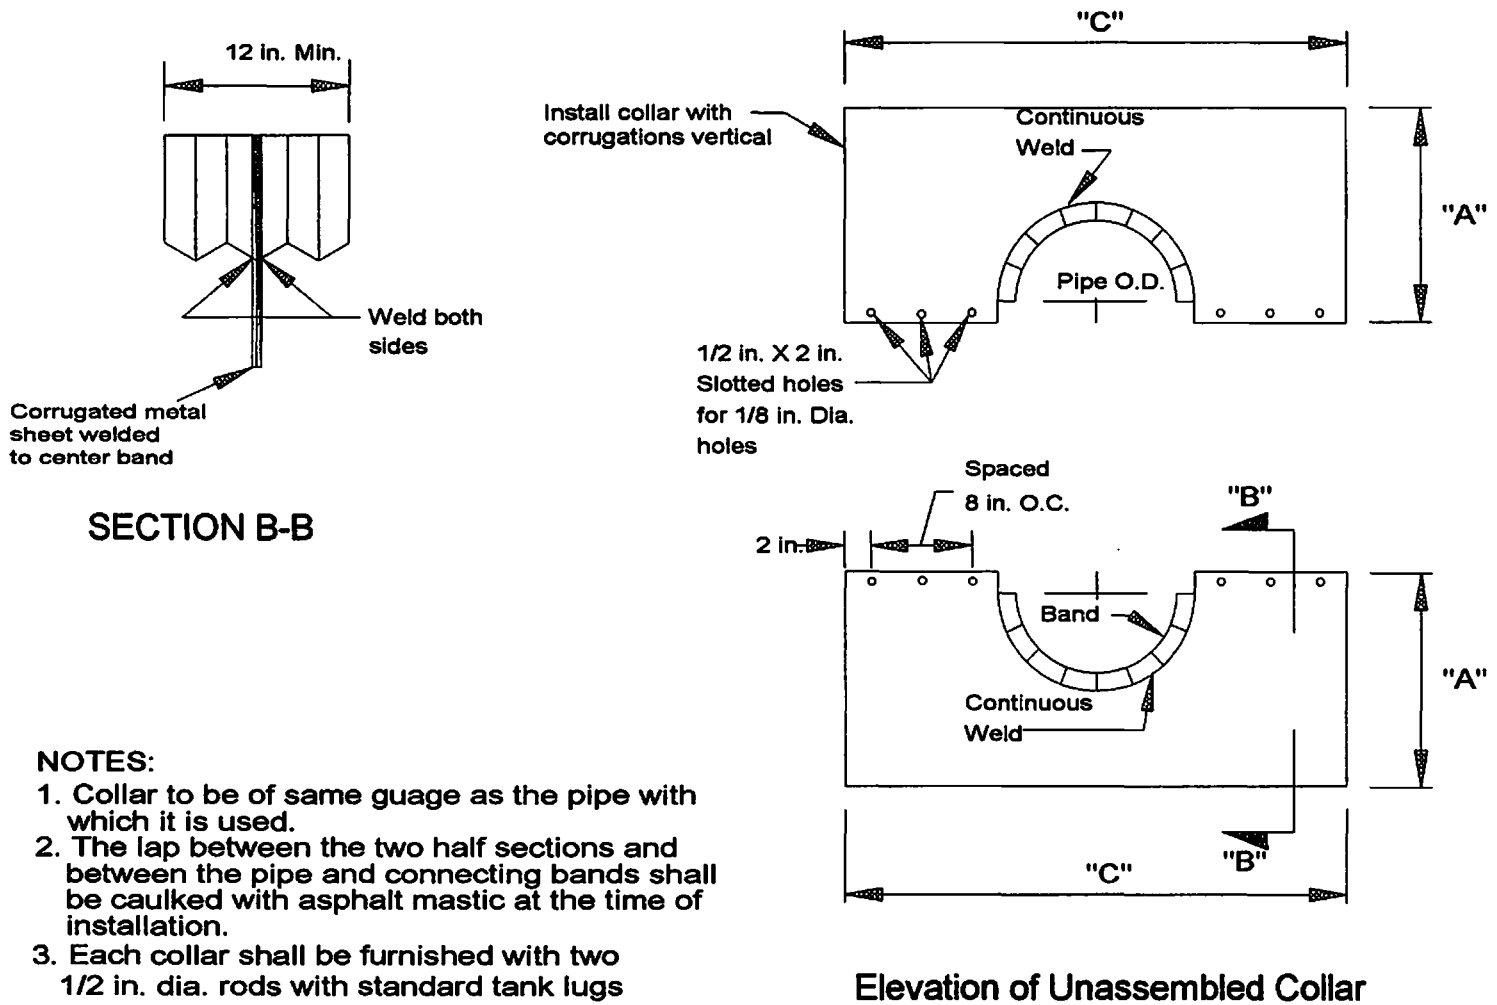 12 in. Min.
Weld both
sides
Corrugated metal
sheet welded
to center band
SECTION B-B
"C"
Install collar with
corrugations vertical
Continuous
Weld
"A"
Pipe O.D.
1/2 in. X 2 in.
Slotted holes
for 1/8 in. Dia.
holes
Spaced
8 in. O.C.
2 in.
"B"
Band
"A"
Continuous
Weld
"B"
"C"
NOTES:
1. Collar to be of same guage as the pipe with
which it is used.
2. The lap between the two half sections and
between the pipe and connecting bands shall
be caulked with asphalt mastic at the time of
installation.
3. Each collar shall be furnished with two
1/2 in. dia. rods with standard tank lugs
Elevation of Unassembled Collar